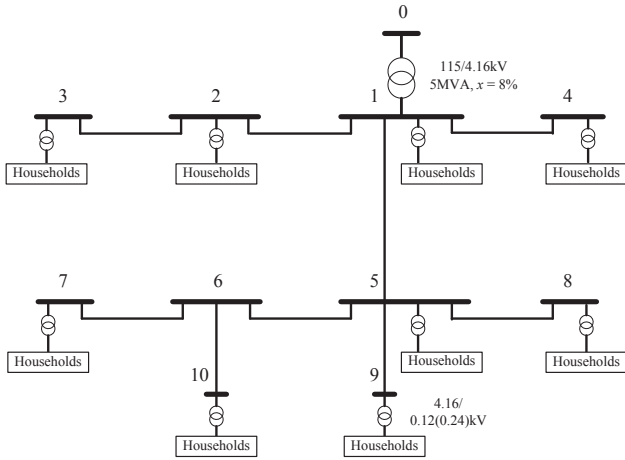 0
115/4.16kV
5MVA, x = 8%
3
2
1
4
Households
Households
Households
Households
7
6
5
8
Households
Households
Households
10
9
4.16/
0.12(0.24)kV
Households
Households